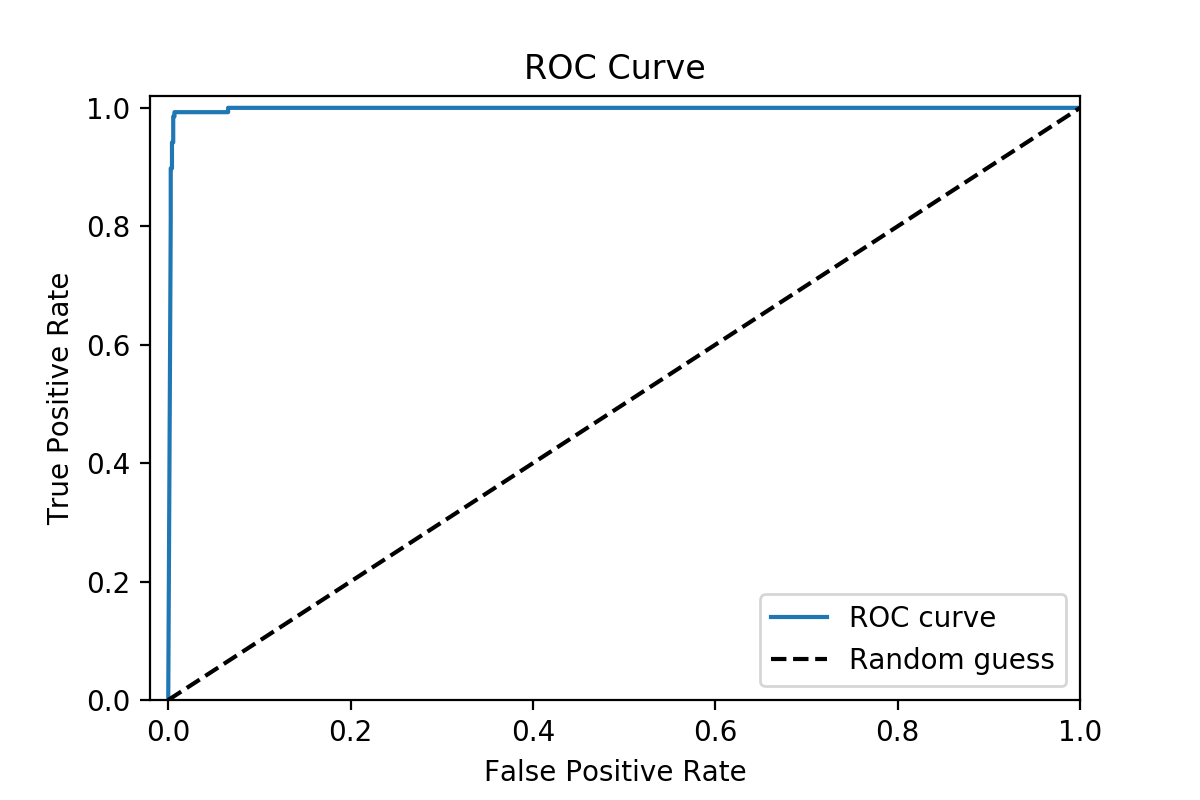 ROC Curve
True Positive Rate
1.0
0.8
0.6
0.4
0.2
0.0
0.0 0.2 0.4 0.6 0.8 1.0
False Positive Rate
ROC curve
Random guess